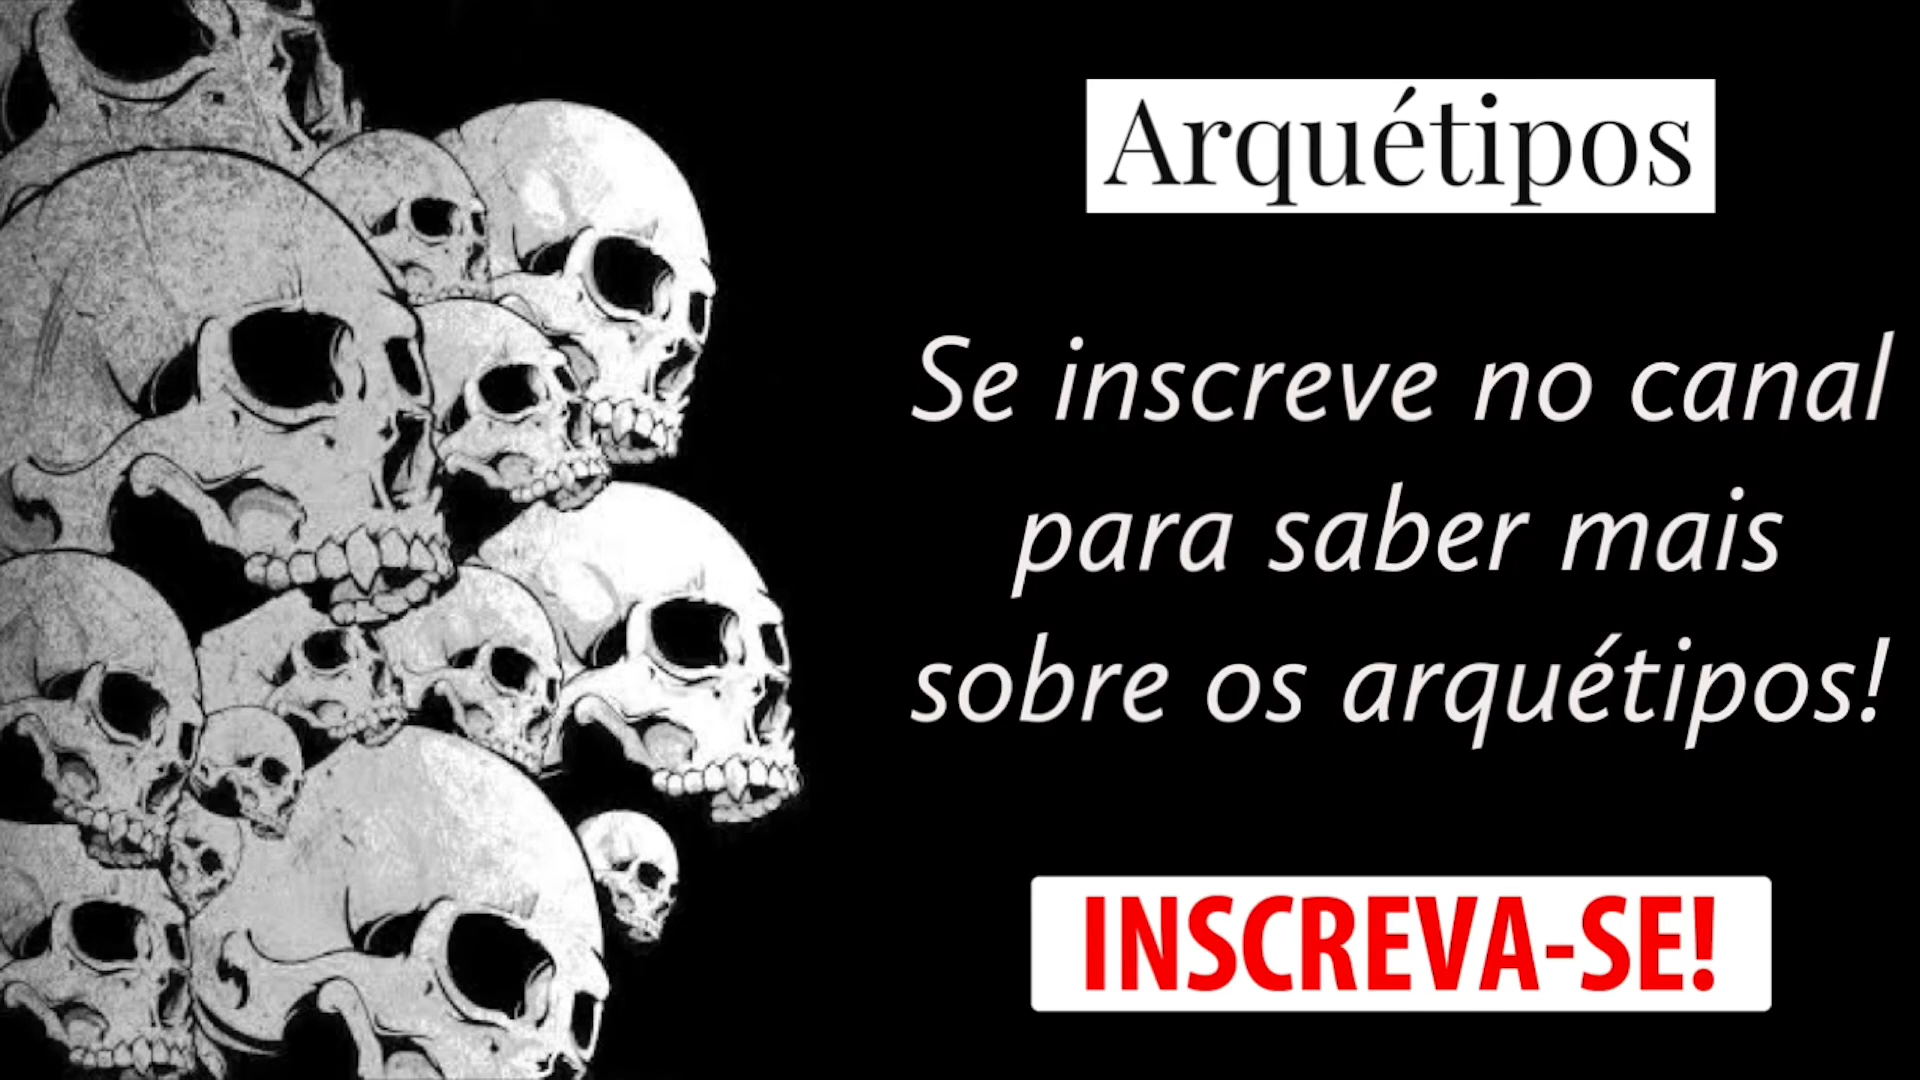 Arquétipos
Se inscreve no canal
para saber mais
sobre os arquétipos!
INSCREVA-SE!